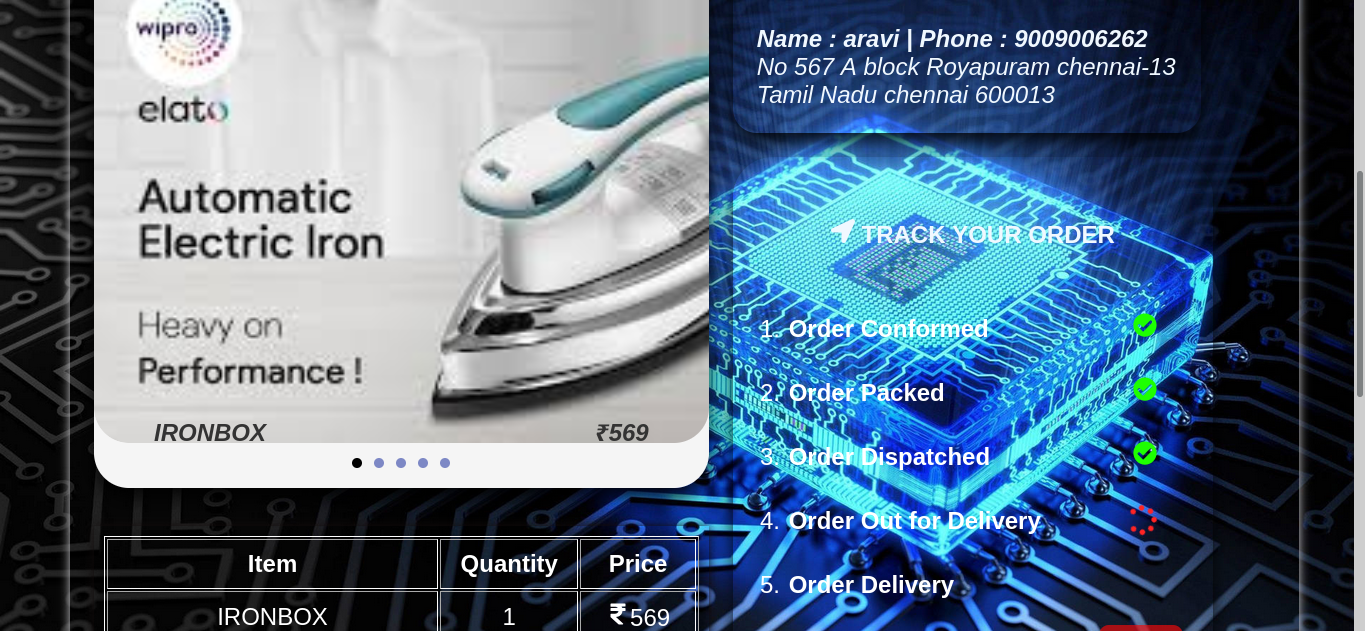 wipro
elato
Automatic
Electric Iron
Heavy on
Performance !
IRONBOX ₹569
Item Quantity Price
IRONBOX 1 ₹ 569
Name : aravi | Phone : 9009006262
No 567 A block Royapuram chennai-13
Tamil Nadu chennai 600013
TRACK YOUR ORDER
1. Order Conformed
2. Order Packed
3. Order Dispatched
4. Order Out for Delivery
5. Order Delivery